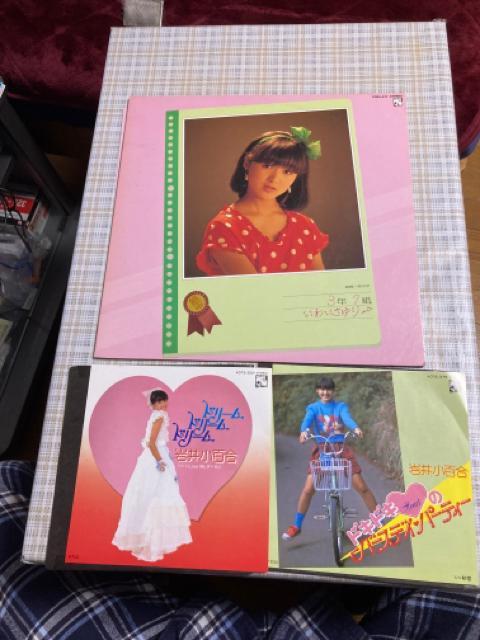 3年2組
いわいさゆり
ドリーム
ドリーム
ドリーム
岩井小百合
岩井小百合
ドキドキ
の
バースデイ・パーティー